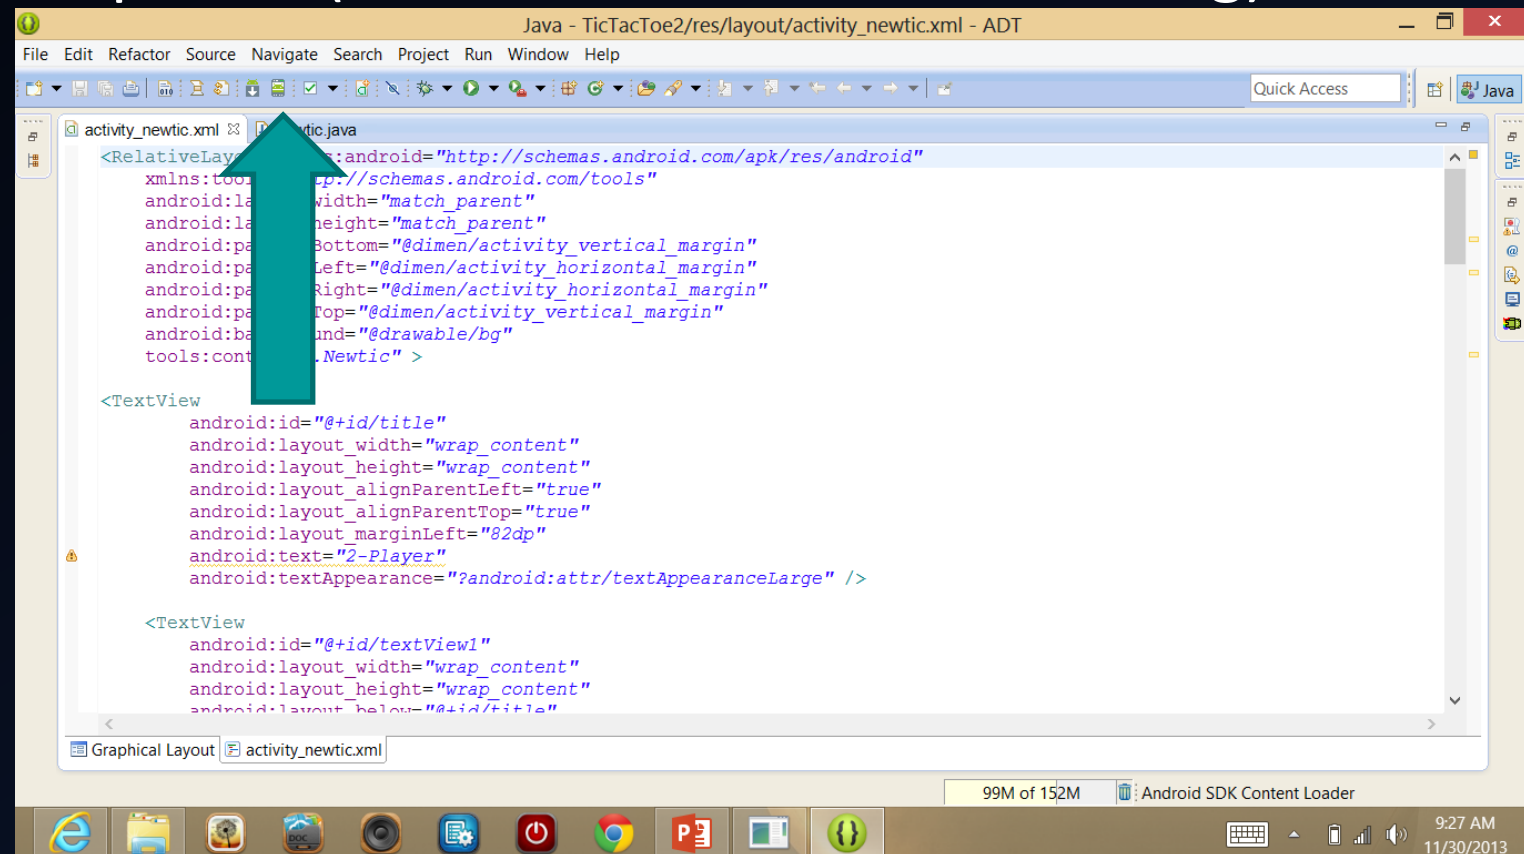 Java - TicTacToe2/res/layout/activity_newtic.xml - ADT
File Edit Refactor Source Navigate Search Project Run Window Help
Quick Access
Java
activity_newtic.xml
tic.java
<RelativeLay :android="http://schemas.android.com/apk/res/android"
xmlns:tool p://schemas.android.com/tools"
android:la width="match_parent"
android:la height="match_parent"
android:pa Bottom="@dimen/activity_vertical_margin"
android:pa Left="@dimen/activity_horizontal_margin"
android:pa Right="@dimen/activity_horizontal_margin"
android:pa Top="@dimen/activity_vertical_margin"
android:ba und="@drawable/bg"
tools:cont .Newtic" >
<TextView
android:id="@+id/title"
android:layout_width="wrap_content"
android:layout_height="wrap_content"
android:layout_alignParentLeft="true"
android:layout_alignParentTop="true"
android:layout_marginLeft="82dp"
android:text="2-Player"
android:textAppearance="?android:attr/textAppearanceLarge" />
<TextView
android:id="@+id/textView1"
android:layout_width="wrap_content"
android:layout_height="wrap_content"
android:layout_below="@+id/title"
Graphical Layout activity_newtic.xml
99M of 152M Android SDK Content Loader
9:27 AM
11/30/2013